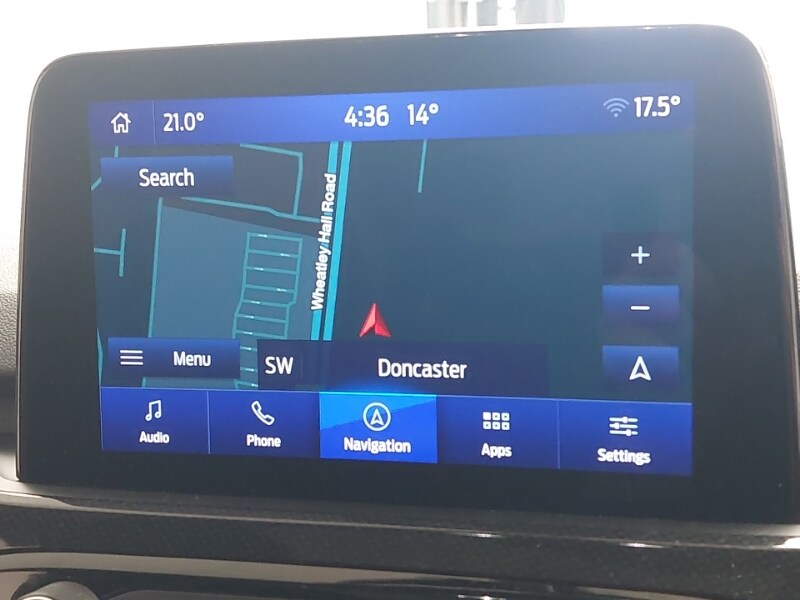 21.0° 4:36 14° 17.5°
Search
Wheatley Hall Road
+
−
Menu SW Doncaster
Audio Phone Navigation Apps Settings